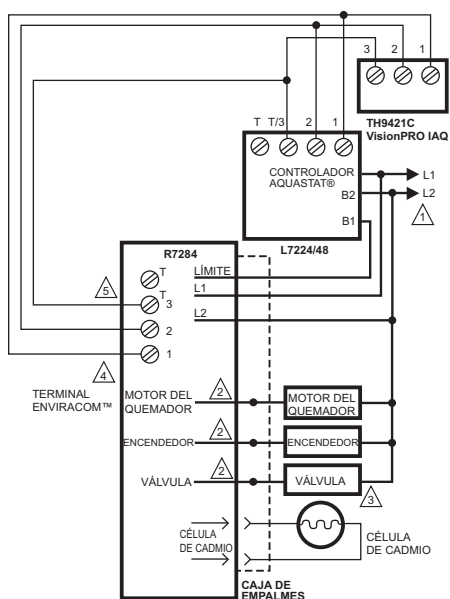 3 2 1
TH9421C
VisionPRO IAQ
T T/3 2 1
CONTROLADOR
AQUASTAT®
L1
B2
L2
1
B1
L7224/48
R7284
T
LÍMITE
5
T
3
L1
2
L2
1
4
TERMINAL
ENVIRACOM™
MOTOR DEL
QUEMADOR
2
MOTOR DEL
QUEMADOR
ENCENDEDOR
2
ENCENDEDOR
VÁLVULA
2
VÁLVULA
3
CÉLULA
DE CADMIO
CÉLULA
DE CADMIO
CAJA DE
EMPALMES